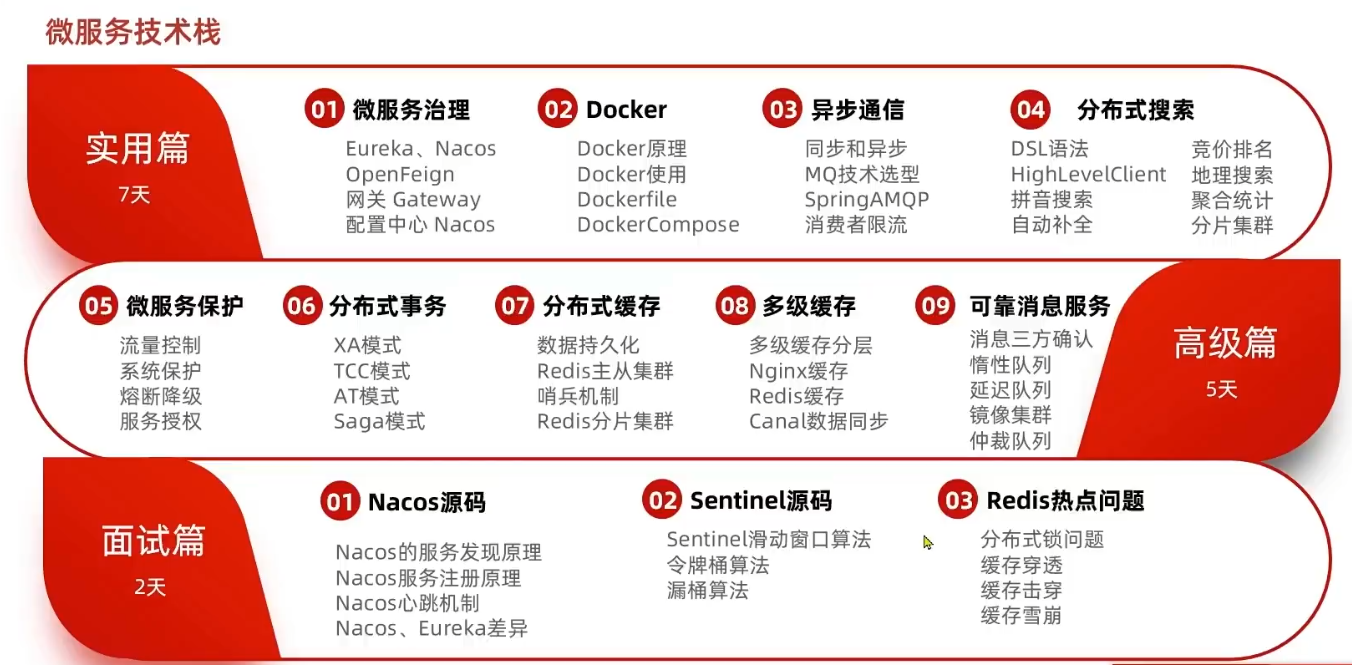 微服务技术栈
实用篇
7天
01 微服务治理
Eureka、Nacos
OpenFeign
网关 Gateway
配置中心 Nacos
02 Docker
Docker原理
Docker使用
Dockerfile
DockerCompose
03 异步通信
同步和异步
MQ技术选型
SpringAMQP
消费者限流
04 分布式搜索
DSL语法
HighLevelClient
拼音搜索
自动补全
竞价排名
地理搜索
聚合统计
分片集群
05 微服务保护
流量控制
系统保护
熔断降级
服务授权
06 分布式事务
XA模式
TCC模式
AT模式
Saga模式
07 分布式缓存
数据持久化
Redis主从集群
哨兵机制
Redis分片集群
08 多级缓存
多级缓存分层
Nginx缓存
Redis缓存
Canal数据同步
09 可靠消息服务
消息三方确认
惰性队列
延迟队列
镜像集群
仲裁队列
高级篇
5天
面试篇
2天
01 Nacos源码
Nacos的服务发现原理
Nacos服务注册原理
Nacos心跳机制
Nacos、Eureka差异
02 Sentinel源码
Sentinel滑动窗口算法
令牌桶算法
漏桶算法
03 Redis热点问题
分布式锁问题
缓存穿透
缓存击穿
缓存雪崩